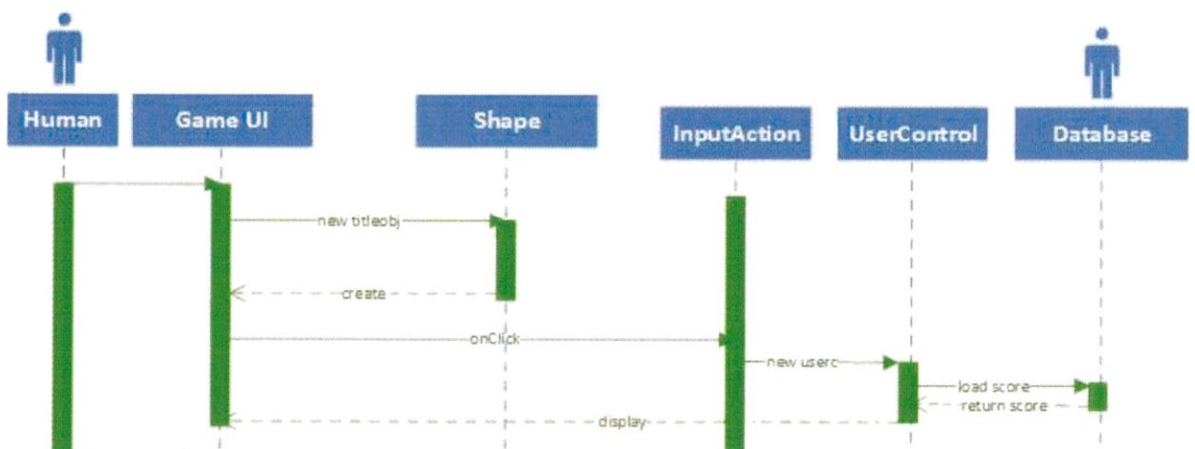 Human
Game UI
Shape
InputAction
UserControl
Database
new titleobj
create
onClick
new userc
load score
return score
display